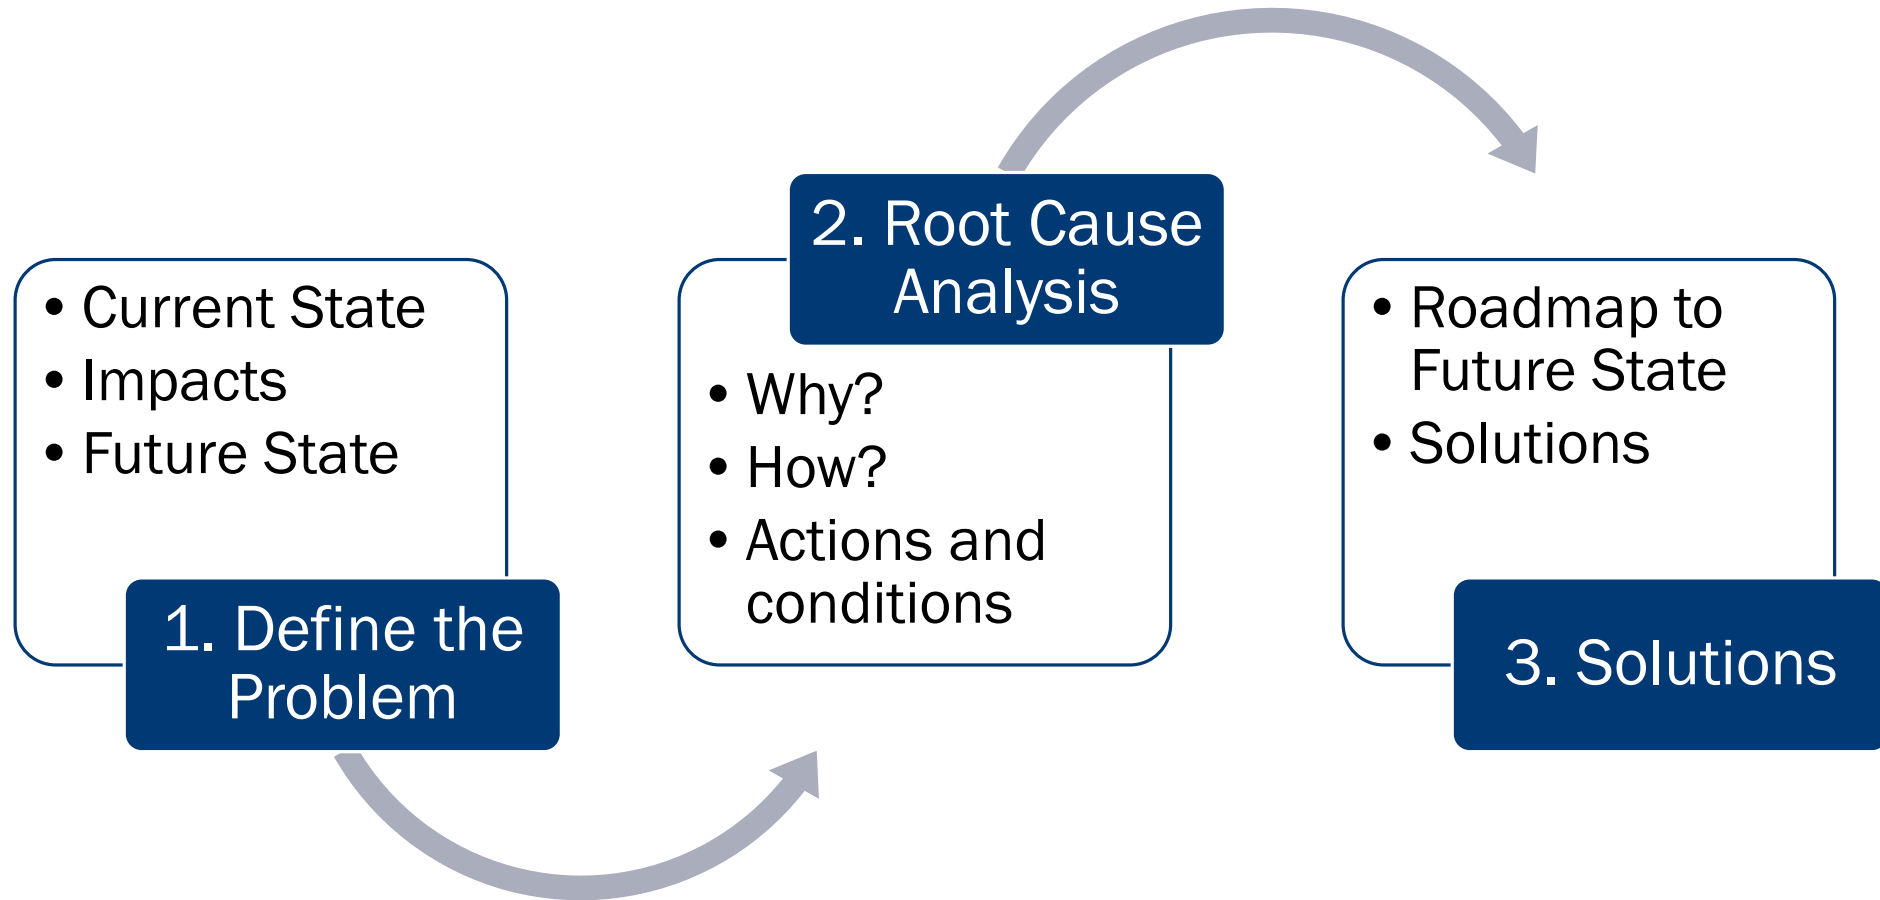 • Current State
• Impacts
• Future State
1. Define the
Problem
2. Root Cause
Analysis
• Why?
• How?
• Actions and
conditions
• Roadmap to
Future State
• Solutions
3. Solutions